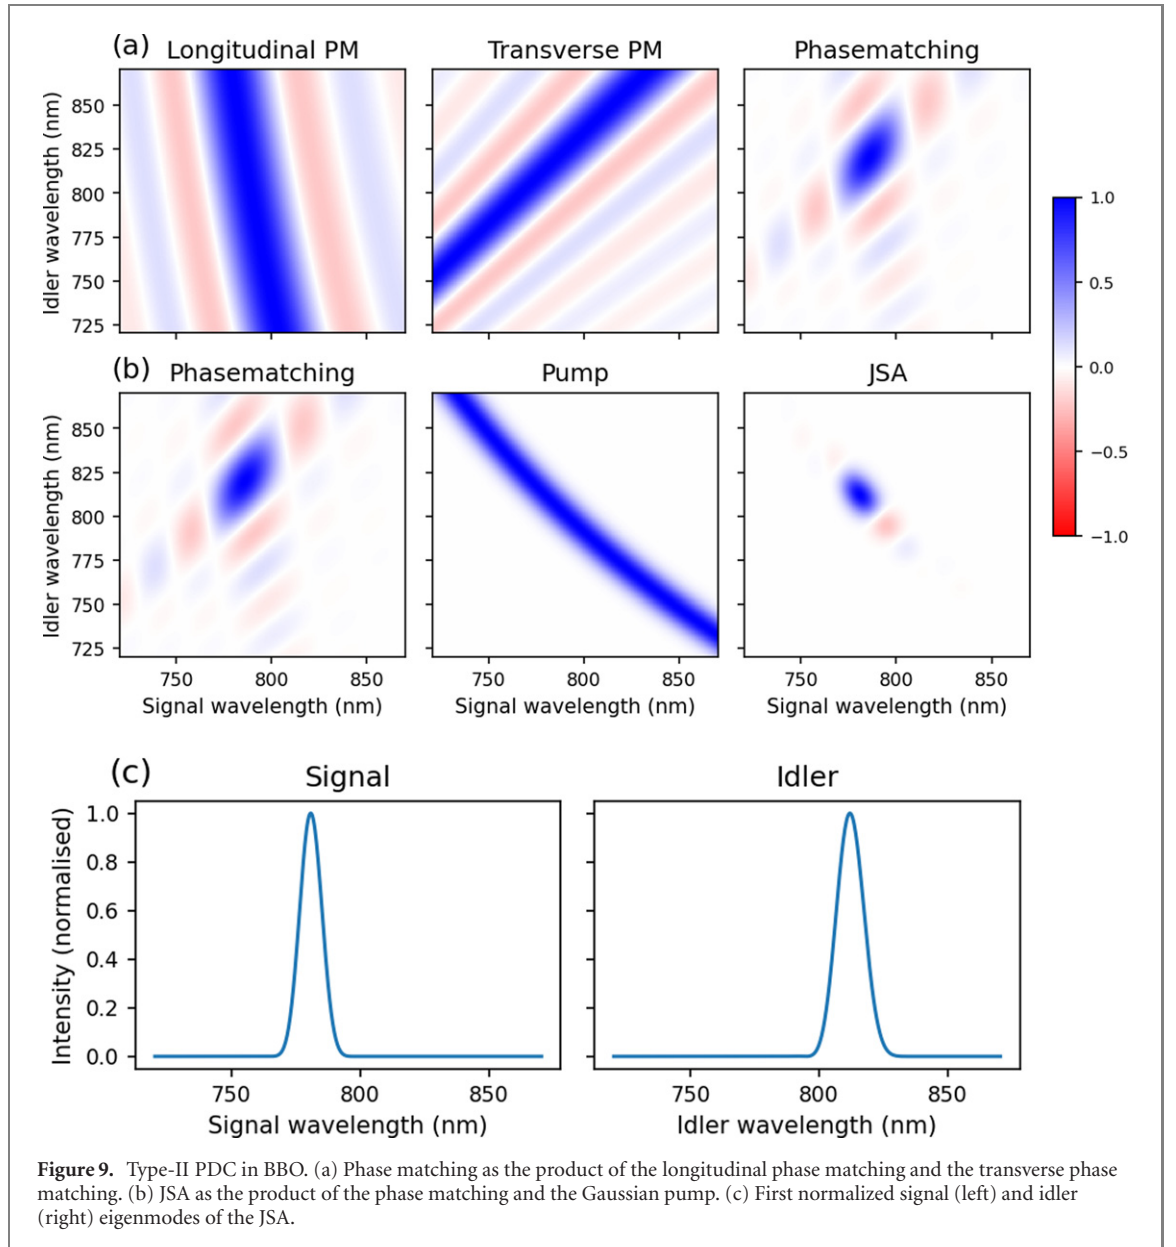 (a) Longitudinal PM Transverse PM Phasematching
Idler wavelength (nm)
850
825
800
775
750
725
1.0
0.5
0.0
−0.5
−1.0
(b) Phasematching Pump JSA
Idler wavelength (nm)
850
825
800
775
750
725
750 800 850 750 800 850 750 800 850
Signal wavelength (nm) Signal wavelength (nm) Signal wavelength (nm)
(c) Signal Idler
Intensity (normalised)
1.0
0.8
0.6
0.4
0.2
0.0
750 800 850 750 800 850
Signal wavelength (nm) Idler wavelength (nm)
Figure 9. Type-II PDC in BBO. (a) Phase matching as the product of the longitudinal phase matching and the transverse phase
matching. (b) JSA as the product of the phase matching and the Gaussian pump. (c) First normalized signal (left) and idler
(right) eigenmodes of the JSA.